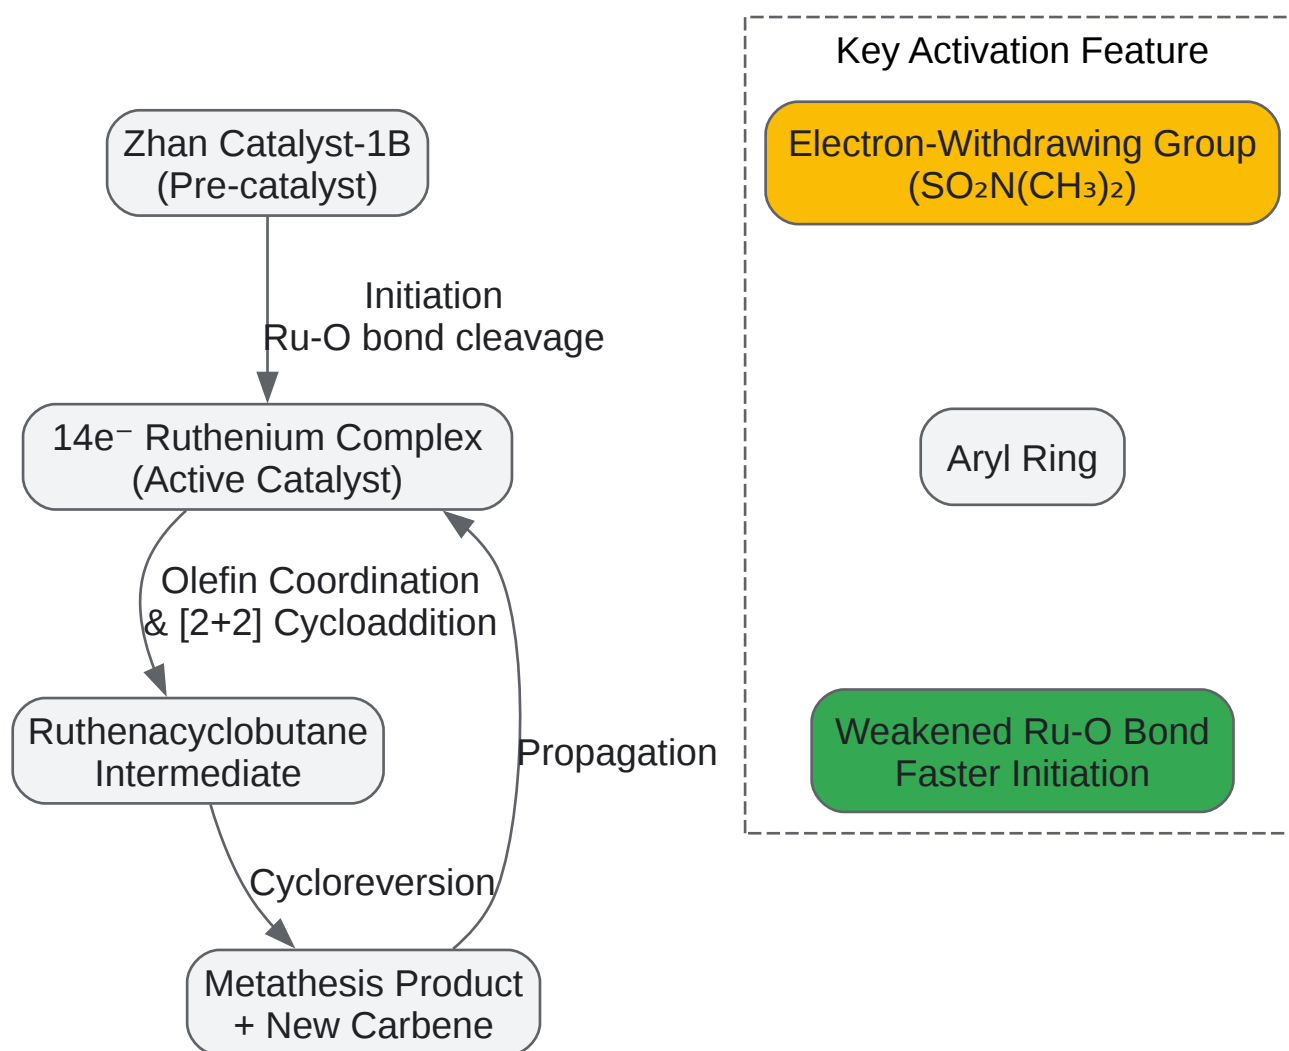 Key Activation Feature
Zhan Catalyst-1B
(Pre-catalyst)
Electron-Withdrawing Group
(SO₂N(CH₃)₂)
Initiation
Ru-O bond cleavage
14e⁻ Ruthenium Complex
(Active Catalyst)
Aryl Ring
Olefin Coordination
& [2+2] Cycloaddition
Ruthenacyclobutane
Intermediate
Propagation
Weakened Ru-O Bond
Faster Initiation
Cycloreversion
Metathesis Product
+ New Carbene